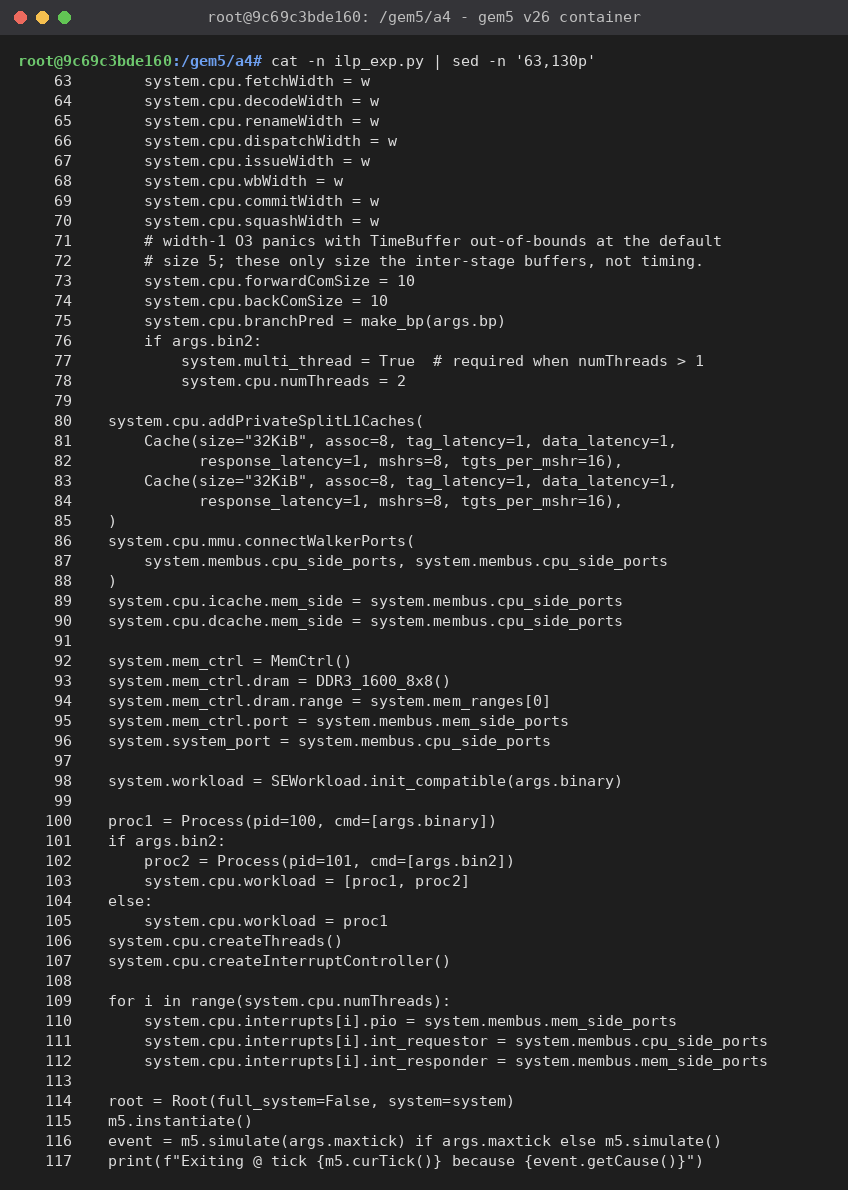 root@9c69c3bde160: /gem5/a4 - gem5 v26 container
root@9c69c3bde160:/gem5/a4# cat -n ilp_exp.py | sed -n '63,130p'
    63	        system.cpu.fetchWidth = w
    64	        system.cpu.decodeWidth = w
    65	        system.cpu.renameWidth = w
    66	        system.cpu.dispatchWidth = w
    67	        system.cpu.issueWidth = w
    68	        system.cpu.wbWidth = w
    69	        system.cpu.commitWidth = w
    70	        system.cpu.squashWidth = w
    71	        # width-1 O3 panics with TimeBuffer out-of-bounds at the default
    72	        # size 5; these only size the inter-stage buffers, not timing.
    73	        system.cpu.forwardComSize = 10
    74	        system.cpu.backComSize = 10
    75	        system.cpu.branchPred = make_bp(args.bp)
    76	        if args.bin2:
    77	            system.multi_thread = True  # required when numThreads > 1
    78	            system.cpu.numThreads = 2
    79
    80	    system.cpu.addPrivateSplitL1Caches(
    81	        Cache(size="32KiB", assoc=8, tag_latency=1, data_latency=1,
    82	              response_latency=1, mshrs=8, tgts_per_mshr=16),
    83	        Cache(size="32KiB", assoc=8, tag_latency=1, data_latency=1,
    84	              response_latency=1, mshrs=8, tgts_per_mshr=16),
    85	    )
    86	    system.cpu.mmu.connectWalkerPorts(
    87	        system.membus.cpu_side_ports, system.membus.cpu_side_ports
    88	    )
    89	    system.cpu.icache.mem_side = system.membus.cpu_side_ports
    90	    system.cpu.dcache.mem_side = system.membus.cpu_side_ports
    91
    92	    system.mem_ctrl = MemCtrl()
    93	    system.mem_ctrl.dram = DDR3_1600_8x8()
    94	    system.mem_ctrl.dram.range = system.mem_ranges[0]
    95	    system.mem_ctrl.port = system.membus.mem_side_ports
    96	    system.system_port = system.membus.cpu_side_ports
    97
    98	    system.workload = SEWorkload.init_compatible(args.binary)
    99
   100	    proc1 = Process(pid=100, cmd=[args.binary])
   101	    if args.bin2:
   102	        proc2 = Process(pid=101, cmd=[args.bin2])
   103	        system.cpu.workload = [proc1, proc2]
   104	    else:
   105	        system.cpu.workload = proc1
   106	    system.cpu.createThreads()
   107	    system.cpu.createInterruptController()
   108
   109	    for i in range(system.cpu.numThreads):
   110	        system.cpu.interrupts[i].pio = system.membus.mem_side_ports
   111	        system.cpu.interrupts[i].int_requestor = system.membus.cpu_side_ports
   112	        system.cpu.interrupts[i].int_responder = system.membus.mem_side_ports
   113
   114	    root = Root(full_system=False, system=system)
   115	    m5.instantiate()
   116	    event = m5.simulate(args.maxtick) if args.maxtick else m5.simulate()
   117	    print(f"Exiting @ tick {m5.curTick()} because {event.getCause()}")